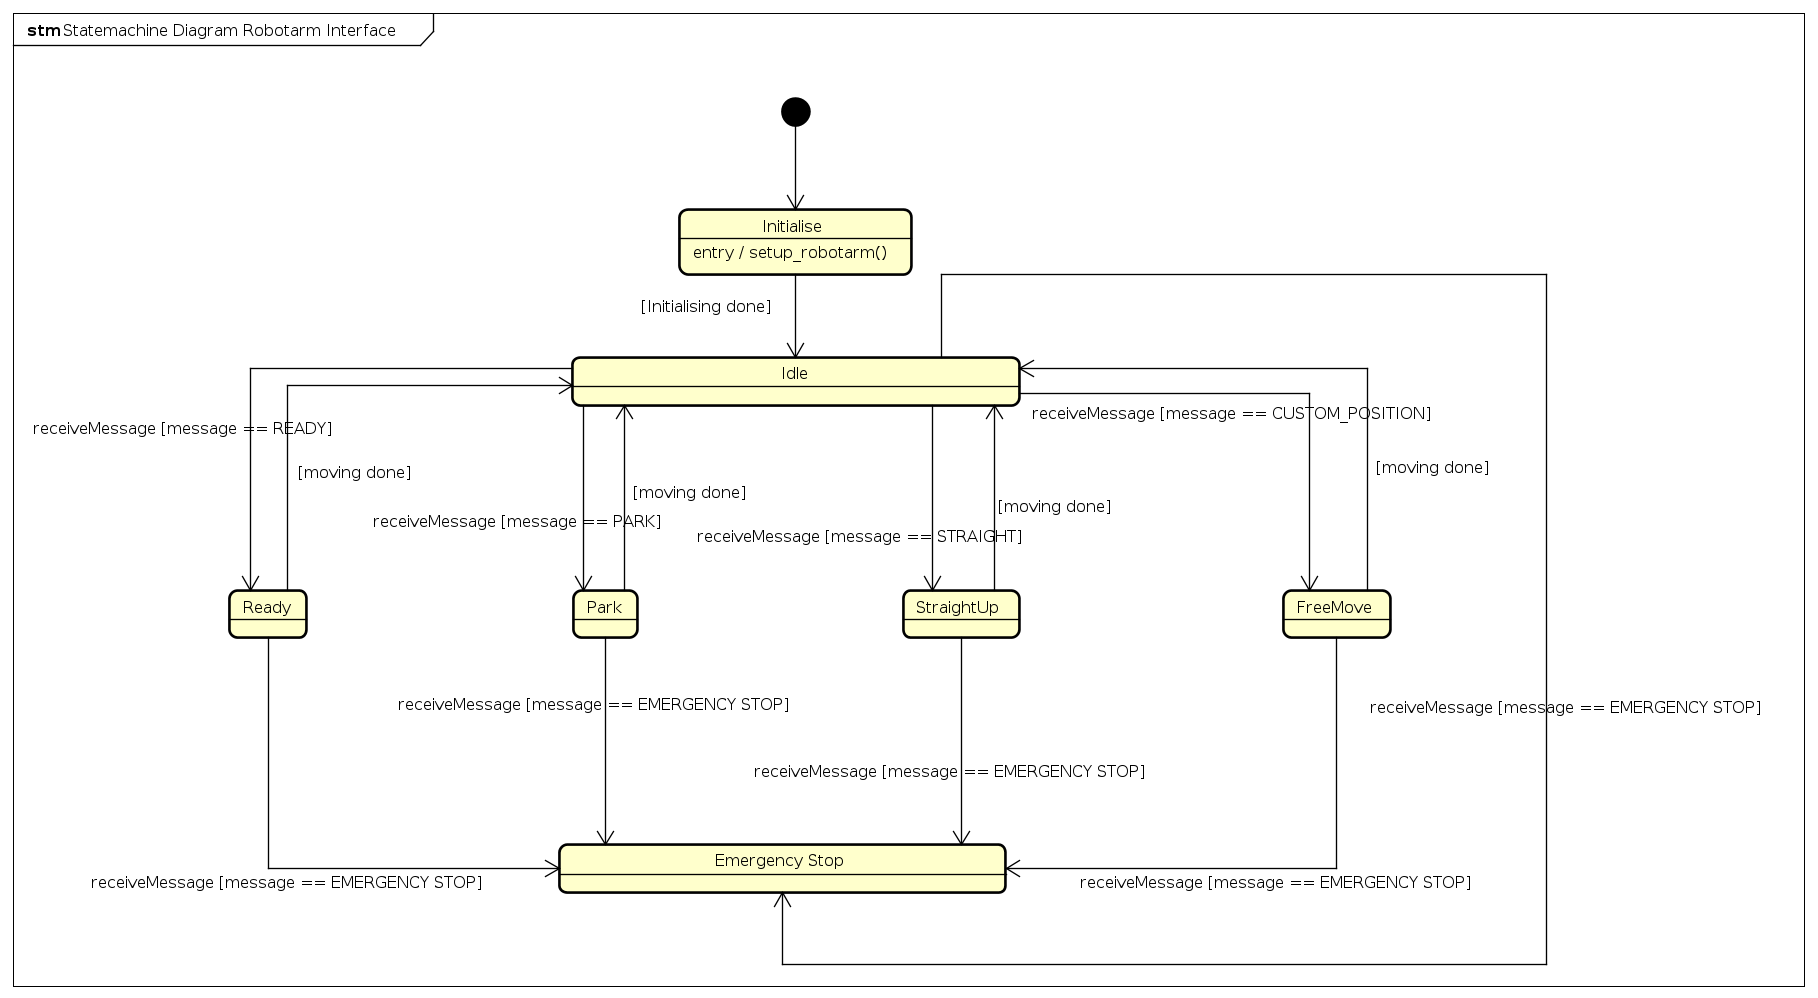 stm Statemachine Diagram Robotarm Interface
Initialise
entry / setup_robotarm()
[Initialising done]
Idle
receiveMessage [message == CUSTOM_POSITION]
receiveMessage [message == READY]
[moving done]
[moving done]
[moving done]
[moving done]
receiveMessage [message == PARK]
receiveMessage [message == STRAIGHT]
Ready
Park
StraightUp
FreeMove
receiveMessage [message == EMERGENCY STOP]
receiveMessage [message == EMERGENCY STOP]
receiveMessage [message == EMERGENCY STOP]
Emergency Stop
receiveMessage [message == EMERGENCY STOP]
receiveMessage [message == EMERGENCY STOP]